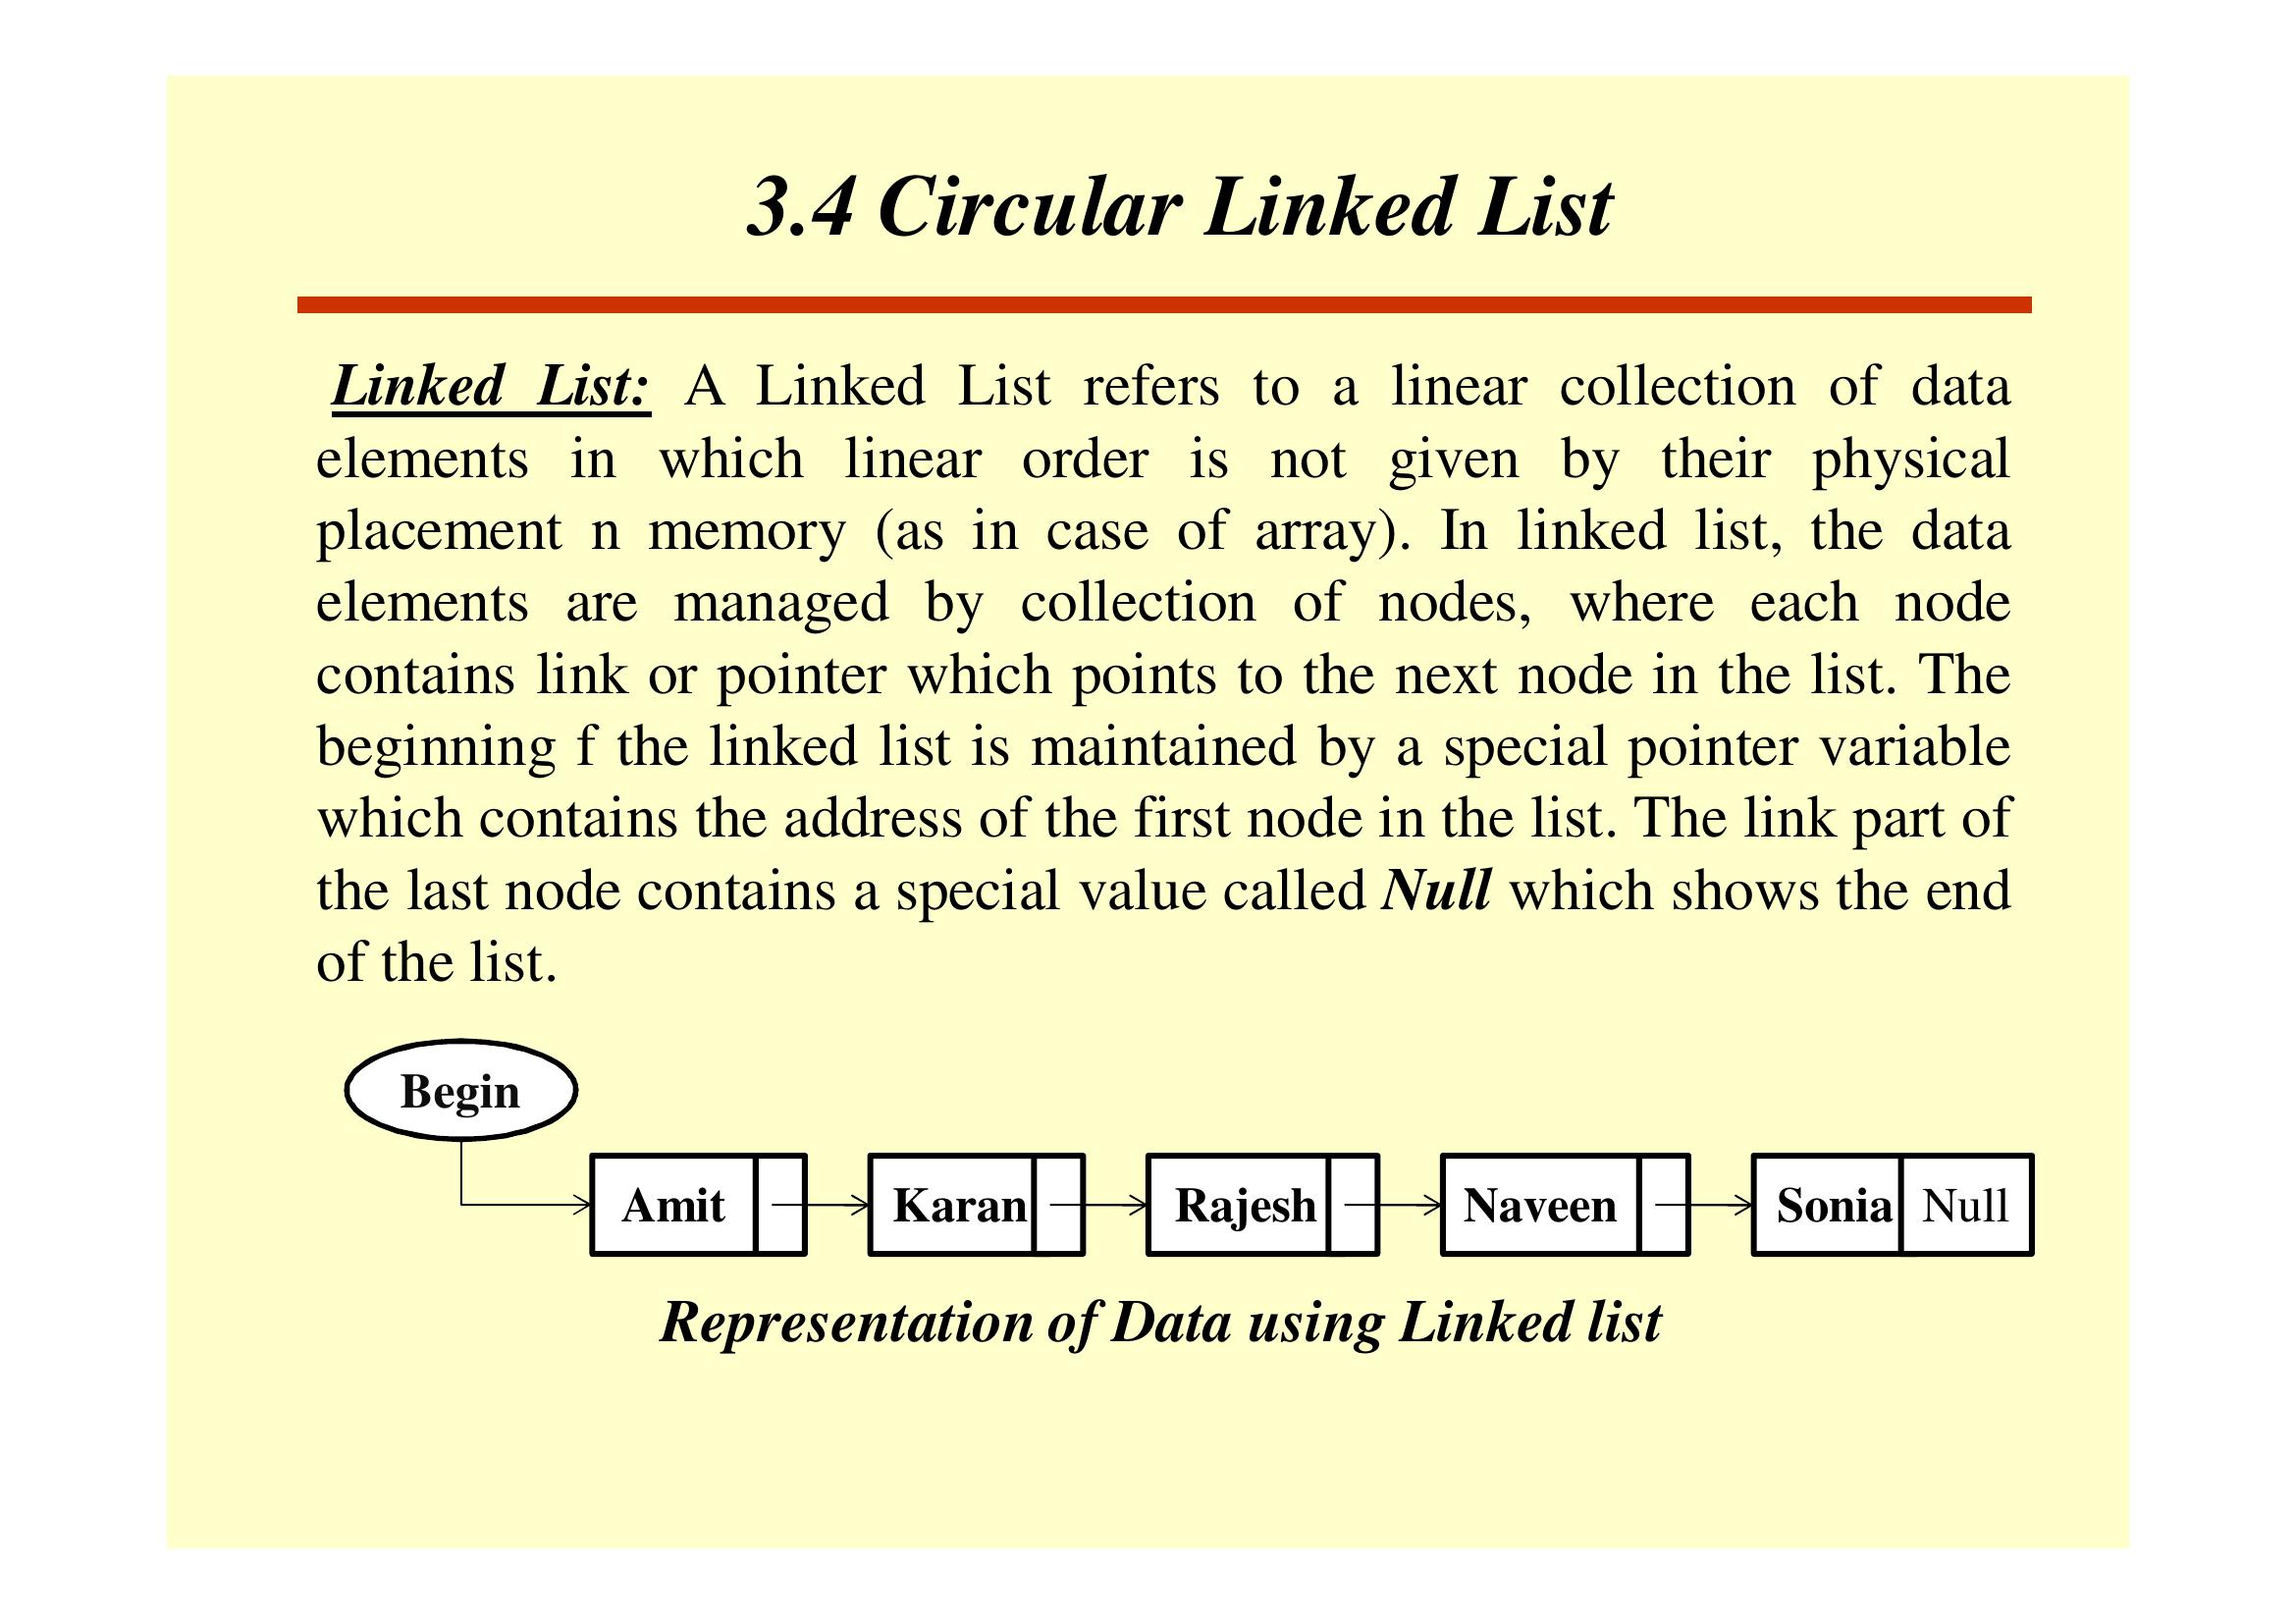 3.4 Circular Linked List
Linked List: A Linked List refers to a linear collection of data
elements in which linear order is not given by their physical
placement n memory (as in case of array). In linked list, the data
elements are managed by collection of nodes, where each node
contains link or pointer which points to the next node in the list. The
beginning f the linked list is maintained by a special pointer variable
which contains the address of the first node in the list. The link part of
the last node contains a special value called Null which shows the end
of the list.
Begin
Amit Karan Rajesh Naveen Sonia Null
Representation of Data using Linked list